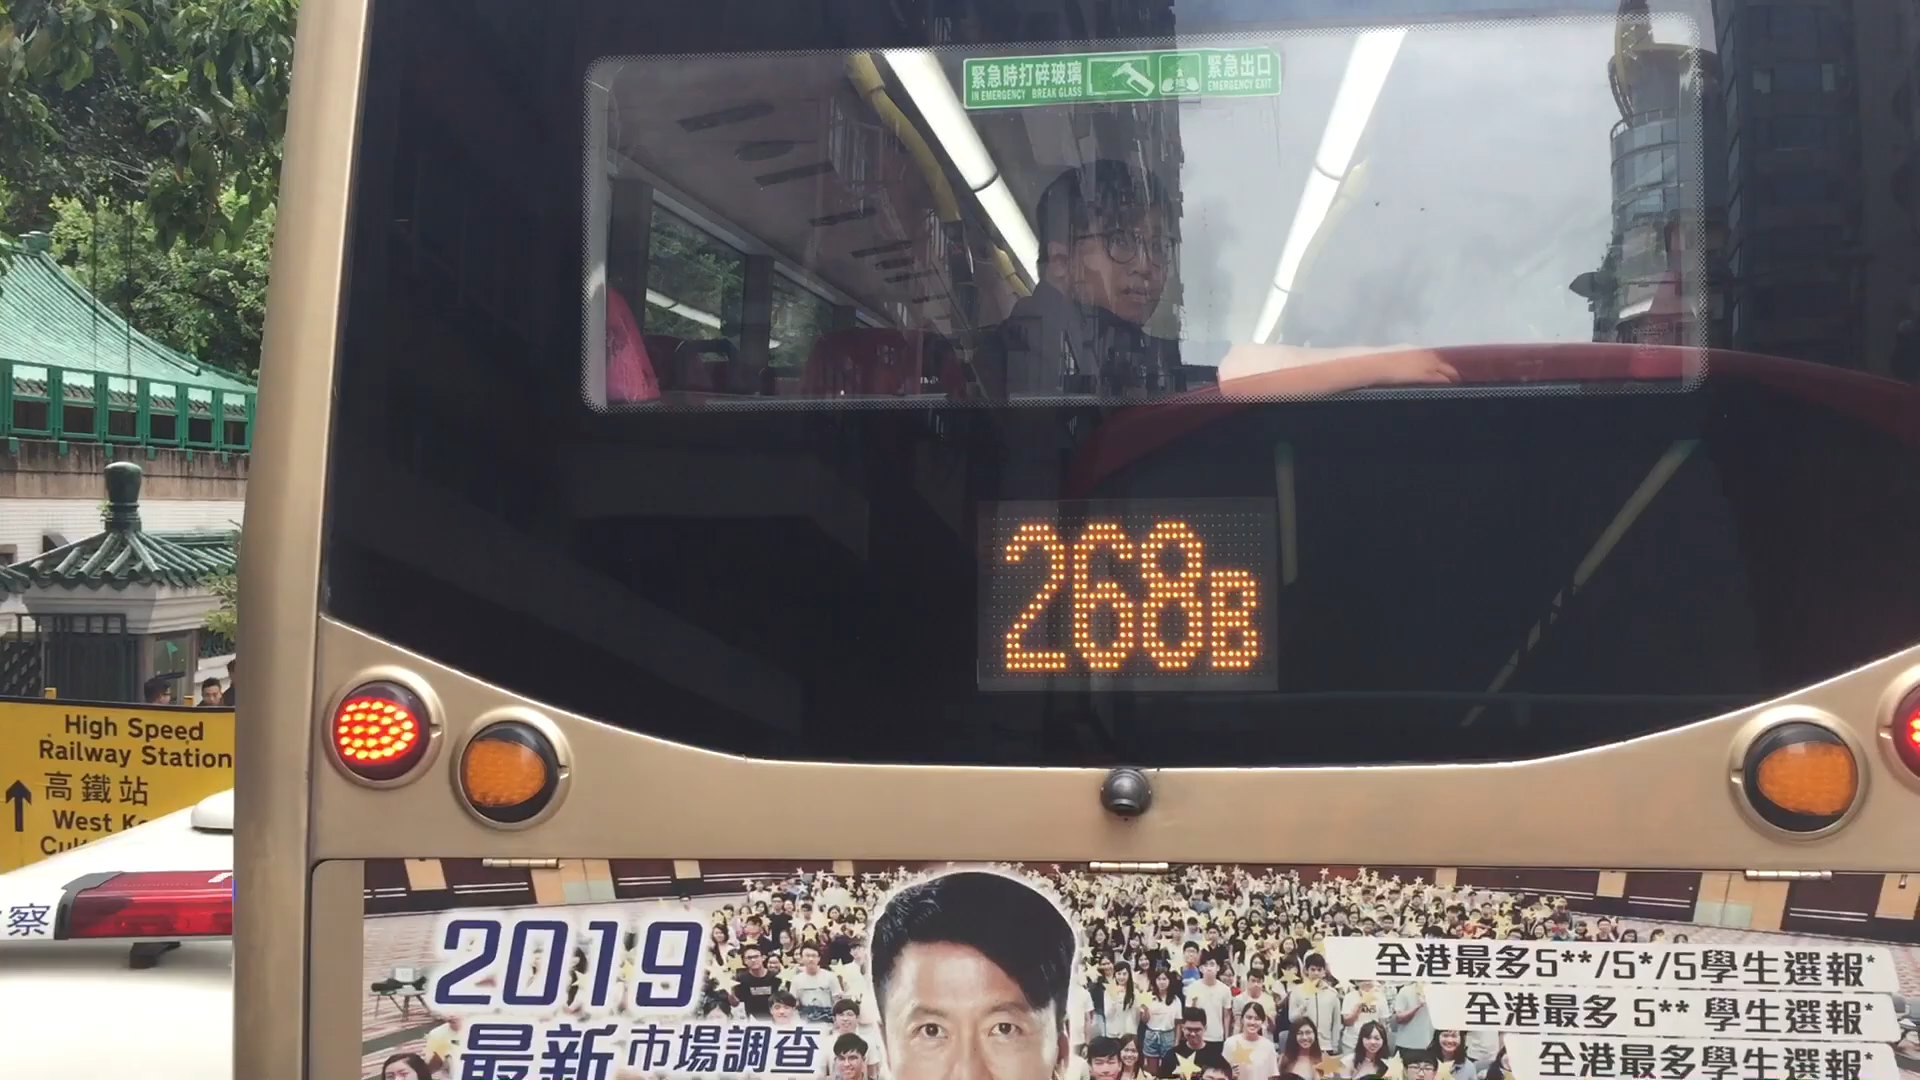 緊急時打碎玻璃
IN EMERGENCY BREAK GLASS
緊急出口
EMERGENCY EXIT
268B
High Speed
Railway Station
高鐵站
West
察
2019
最新市場調查
全港最多5**/5*/5學生選報*
全港最多 5** 學生選報*
全港最多學生選報*